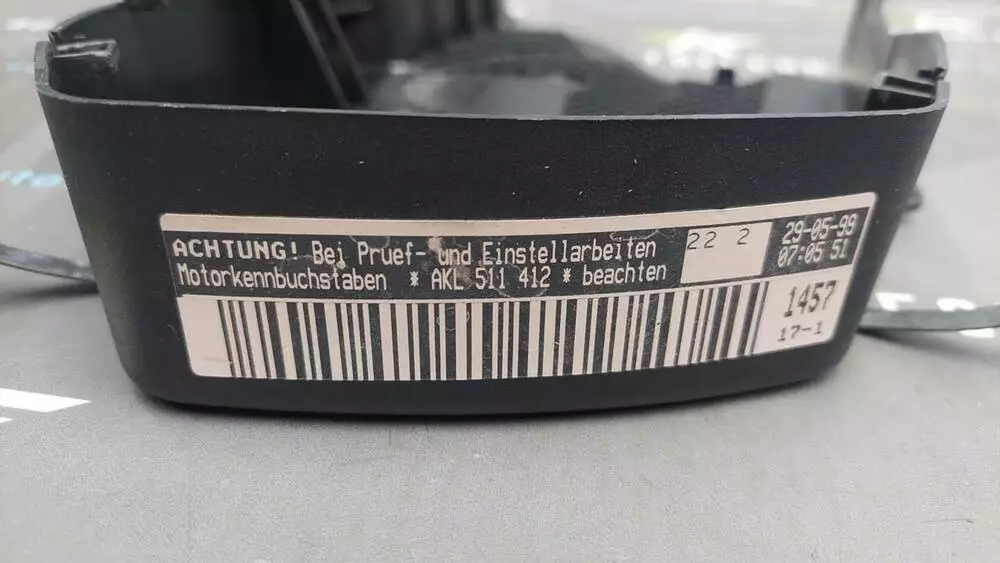 ACHTUNG! Bei Pruef- und Einstellarbeiten
Motorkennbuchstaben * AKL 511 412 * beachten
22 2
29-05-99
07:05 51
1457
17-1